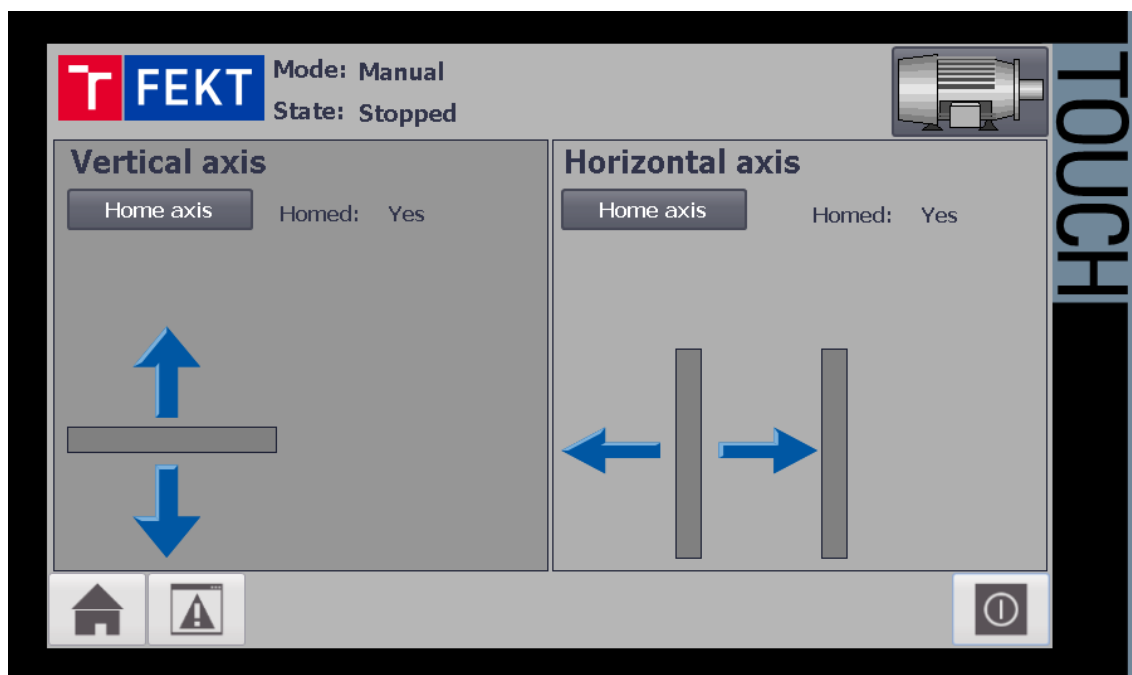 T FEKT
Mode: Manual
State: Stopped
Vertical axis
Home axis Homed: Yes
Horizontal axis
Home axis Homed: Yes
TOUCH